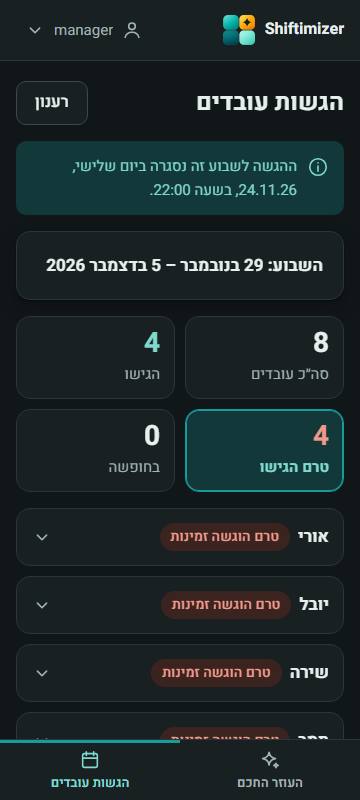 Shiftimizer
manager
הגשות עובדים
רענון
ההגשה לשבוע זה נסגרה ביום שלישי,
24.11.26, בשעה 22:00.
השבוע: 29 בנובמבר – 5 בדצמבר 2026
8
סה״כ עובדים
4
הגישו
4
טרם הגישו
0
בחופשה
אורי טרם הוגשה זמינות
יובל טרם הוגשה זמינות
שירה טרם הוגשה זמינות
העוזר החכם
הגשות עובדים